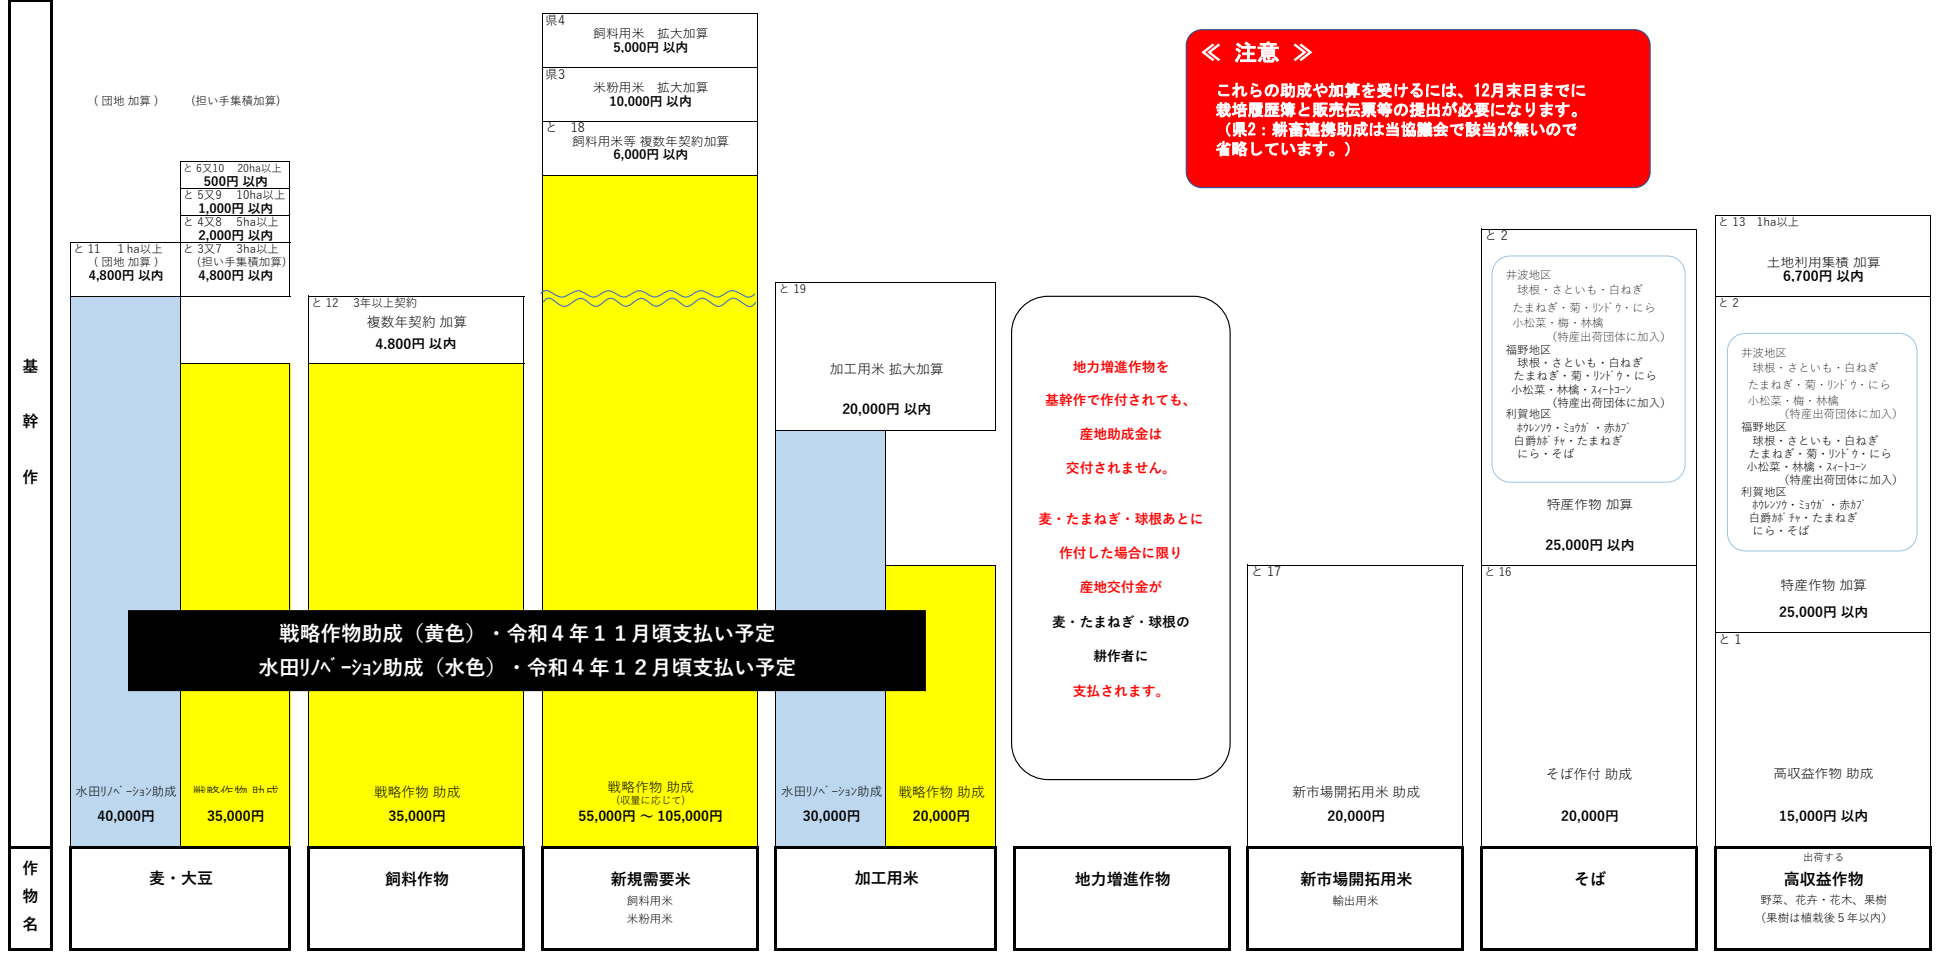 基
幹
作
作
物
名
（ 団地 加算 ）
(担い手集積加算)
と 6又10　20ha以上
500円 以内
と 5又9　10ha以上
1,000円 以内
と 4又8　5ha以上
2,000円 以内
と 11　１ha以上
（ 団地 加算 ）
4,800円 以内
と 3又7　3ha以上
(担い手集積加算)
4,800円 以内
水田ﾘﾉﾍﾞｰｼｮﾝ助成
40,000円
戦略作物 助成
35,000円
麦・大豆
と 12　3年以上契約
複数年契約 加算
4.800円 以内
戦略作物 助成
35,000円
飼料作物
県4
飼料用米　拡大加算
5,000円 以内
県3
米粉用米　拡大加算
10,000円 以内
と　18
飼料用米等 複数年契約加算
6,000円 以内
戦略作物 助成
(収量に応じて)
55,000円 ～ 105,000円
新規需要米
飼料用米
米粉用米
戦略作物助成（黄色）・令和４年１１月頃支払い予定
水田ﾘﾉﾍﾞｰｼｮﾝ助成（水色）・令和４年１２月頃支払い予定
と 19
加工用米 拡大加算
20,000円 以内
水田ﾘﾉﾍﾞｰｼｮﾝ助成
30,000円
戦略作物 助成
20,000円
加工用米
地力増進作物を
基幹作で作付されても、
産地助成金は
交付されません。
麦・たまねぎ・球根あとに
作付した場合に限り
産地交付金が
麦・たまねぎ・球根の
耕作者に
支払されます。
地力増進作物
≪ 注意 ≫
これらの助成や加算を受けるには、12月末日までに
栽培履歴簿と販売伝票等の提出が必要になります。
（県2：耕畜連携助成は当協議会で該当が無いので
省略しています。）
と 17
新市場開拓用米 助成
20,000円
新市場開拓用米
輸出用米
と 2
井波地区
球根・さといも・白ねぎ
たまねぎ・菊・ﾘﾝﾄﾞｳ・にら
小松菜・梅・林檎
(特産出荷団体に加入)
福野地区
球根・さといも・白ねぎ
たまねぎ・菊・ﾘﾝﾄﾞｳ・にら
小松菜・林檎・ｽｨｰﾄｺｰﾝ
(特産出荷団体に加入)
利賀地区
ﾎｳﾚﾝｿｳ・ﾐｮｳｶﾞ・赤ｶﾌﾞ
白爵ｶﾎﾞﾁｬ・たまねぎ
にら・そば
特産作物 加算
25,000円 以内
と 16
そば作付 助成
20,000円
そば
と 13　1ha以上
土地利用集積 加算
6,700円 以内
と 2
井波地区
球根・さといも・白ねぎ
たまねぎ・菊・ﾘﾝﾄﾞｳ・にら
小松菜・梅・林檎
(特産出荷団体に加入)
福野地区
球根・さといも・白ねぎ
たまねぎ・菊・ﾘﾝﾄﾞｳ・にら
小松菜・林檎・ｽｨｰﾄｺｰﾝ
(特産出荷団体に加入)
利賀地区
ﾎｳﾚﾝｿｳ・ﾐｮｳｶﾞ・赤ｶﾌﾞ
白爵ｶﾎﾞﾁｬ・たまねぎ
にら・そば
特産作物 加算
25,000円 以内
と 1
高収益作物 助成
15,000円 以内
出荷する
高収益作物
野菜、花卉・花木、果樹
（果樹は植栽後５年以内）